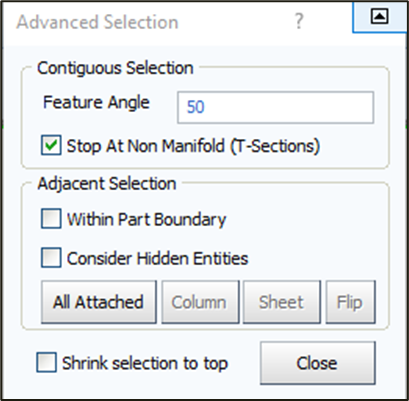 Advanced Selection ?
Contiguous Selection
Feature Angle 50
Stop At Non Manifold (T-Sections)
Adjacent Selection
Within Part Boundary
Consider Hidden Entities
All Attached Column Sheet Flip
Shrink selection to top Close